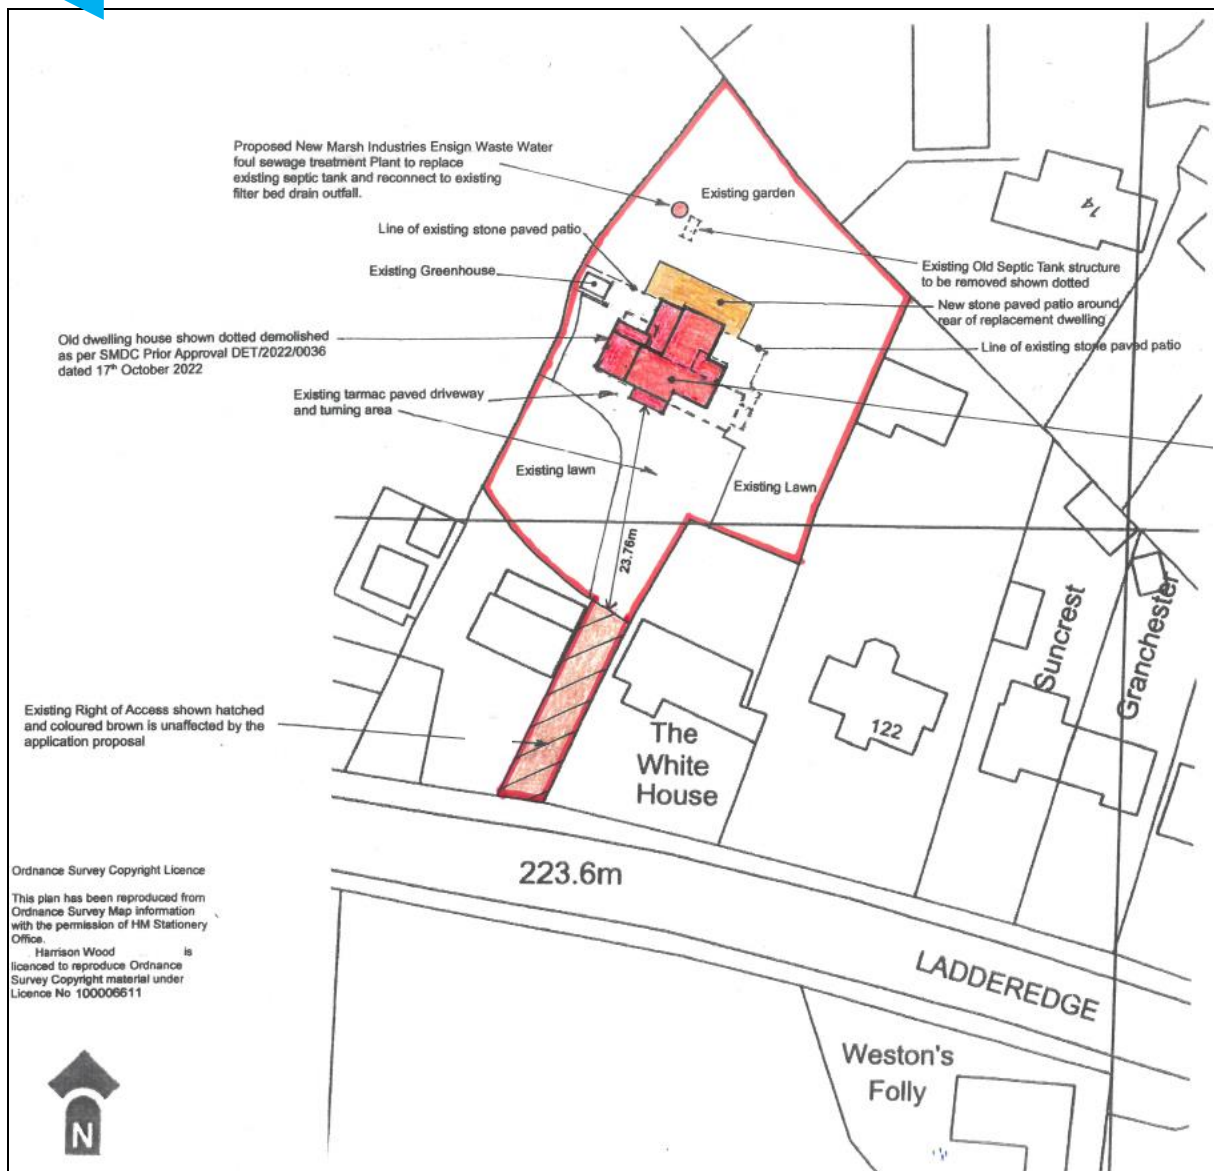 Proposed New Marsh Industries Ensign Waste Water
foul sewage treatment Plant to replace
existing septic tank and reconnect to existing
filter bed drain outfall.
Existing garden
74
Line of existing stone paved patio
Existing Greenhouse
Existing Old Septic Tank structure
to be removed shown dotted
New stone paved patio around
rear of replacement dwelling
Old dwelling house shown dotted demolished
as per SMDC Prior Approval DET/2022/0036
dated 17th October 2022
Line of existing stone paved patio
Existing tarmac paved driveway
and turning area
Existing lawn
Existing Lawn
23.76m
Suncrest
Granchester
Existing Right of Access shown hatched
and coloured brown is unaffected by the
application proposal
The
White
House
122
223.6m
Ordnance Survey Copyright Licence
This plan has been reproduced from
Ordnance Survey Map information
with the permission of HM Stationery
Office.
Harrison Wood is
licenced to reproduce Ordnance
Survey Copyright material under
Licence No 100006611
LADDEREDGE
Weston's
Folly
N